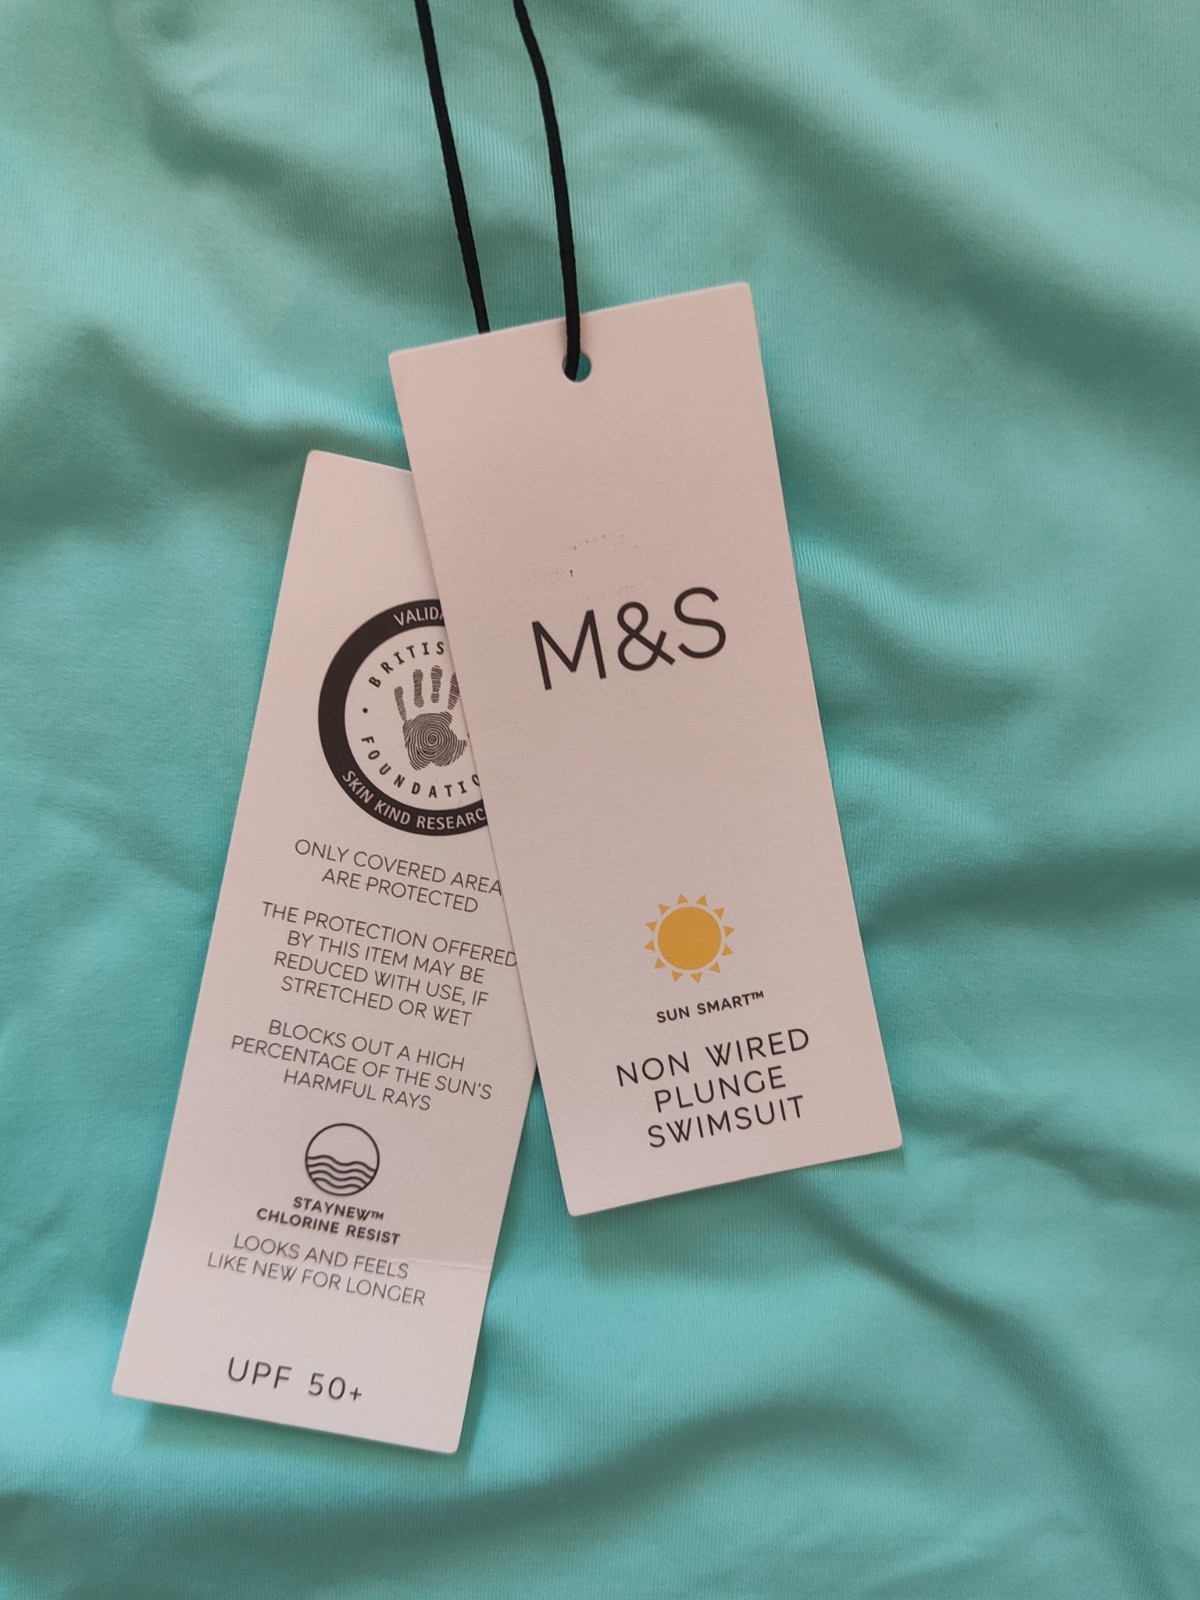 M&S
SUN SMART™
NON WIRED
PLUNGE
SWIMSUIT
BRITIS
FOUNDATIO
SKIN KIND RESEARC
ONLY COVERED AREA
ARE PROTECTED
THE PROTECTION OFFERED
BY THIS ITEM MAY BE
REDUCED WITH USE, IF
STRETCHED OR WET
BLOCKS OUT A HIGH
PERCENTAGE OF THE SUN'S
HARMFUL RAYS
STAYNEW™
CHLORINE RESIST
LOOKS AND FEELS
LIKE NEW FOR LONGER
UPF 50+